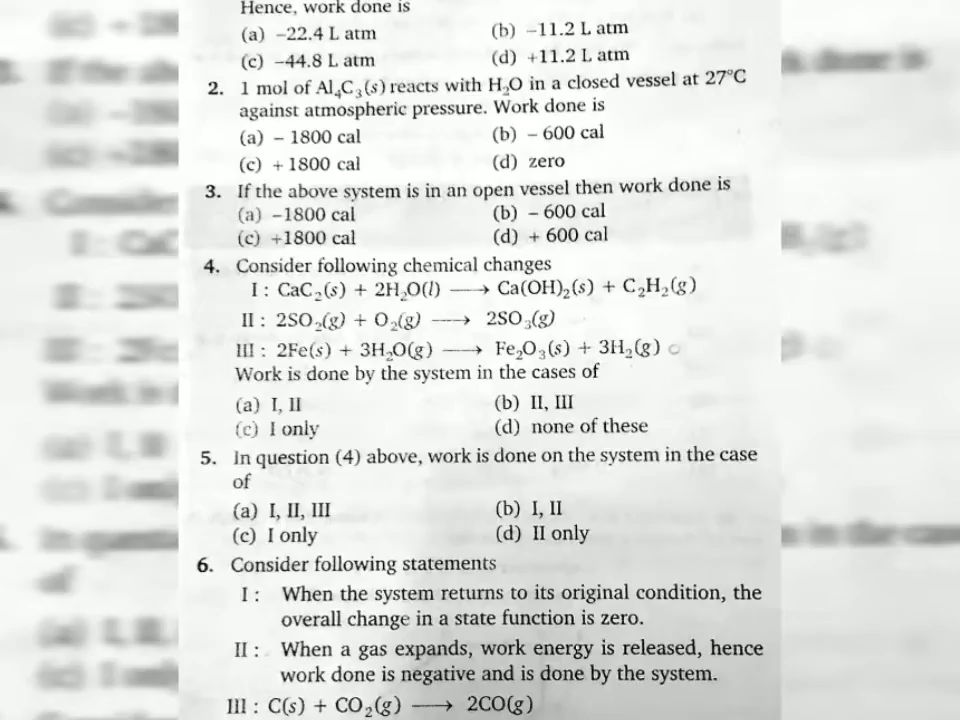 Hence, work done is
(a) −22.4 L atm (b) −11.2 L atm
(c) −44.8 L atm (d) +11.2 L atm
2. 1 mol of Al₄C₃(s) reacts with H₂O in a closed vessel at 27°C
against atmospheric pressure. Work done is
(a) − 1800 cal (b) − 600 cal
(c) + 1800 cal (d) zero
3. If the above system is in an open vessel then work done is
(a) −1800 cal (b) − 600 cal
(c) +1800 cal (d) + 600 cal
4. Consider following chemical changes
I : CaC₂(s) + 2H₂O(l) ⟶ Ca(OH)₂(s) + C₂H₂(g)
II : 2SO₂(g) + O₂(g) ⟶ 2SO₃(g)
III : 2Fe(s) + 3H₂O(g) ⟶ Fe₂O₃(s) + 3H₂(g)
Work is done by the system in the cases of
(a) I, II (b) II, III
(c) I only (d) none of these
5. In question (4) above, work is done on the system in the case
of
(a) I, II, III (b) I, II
(c) I only (d) II only
6. Consider following statements
I : When the system returns to its original condition, the
overall change in a state function is zero.
II : When a gas expands, work energy is released, hence
work done is negative and is done by the system.
III : C(s) + CO₂(g) ⟶ 2CO(g)